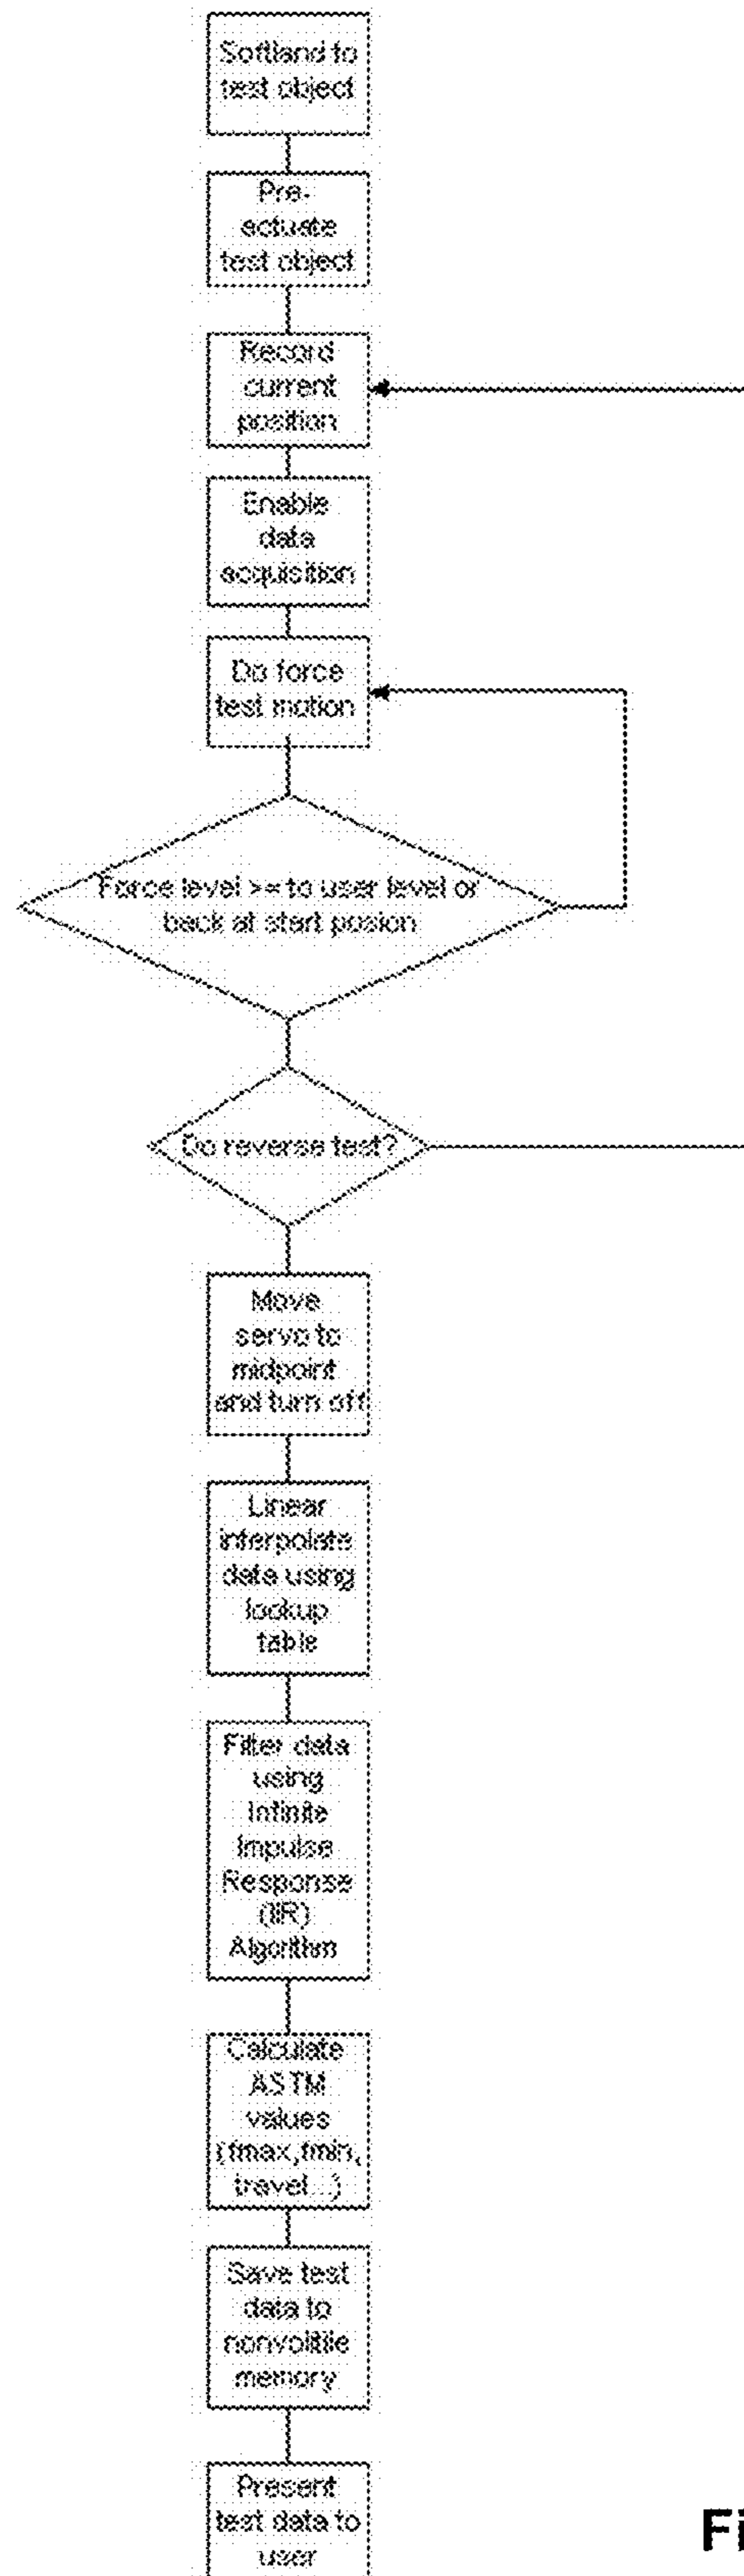 Softland to
test object
Pre-
actuate
test object
Record
current
position
Enable
data
acquisition
Do force
test motion
Force level >= to user level or
back at start posion
Do reverse test?
Move
servo to
midpoint
and turn off
Linear
interpolate
data using
lookup
table
Filter data
using
Infinite
Impulse
Response
(IIR)
Algorithm
Calculate
ASTM
values
(fmax,fmin,
travel...)
Save test
data to
nonvolitile
memory
Present
test data to
user
Fi